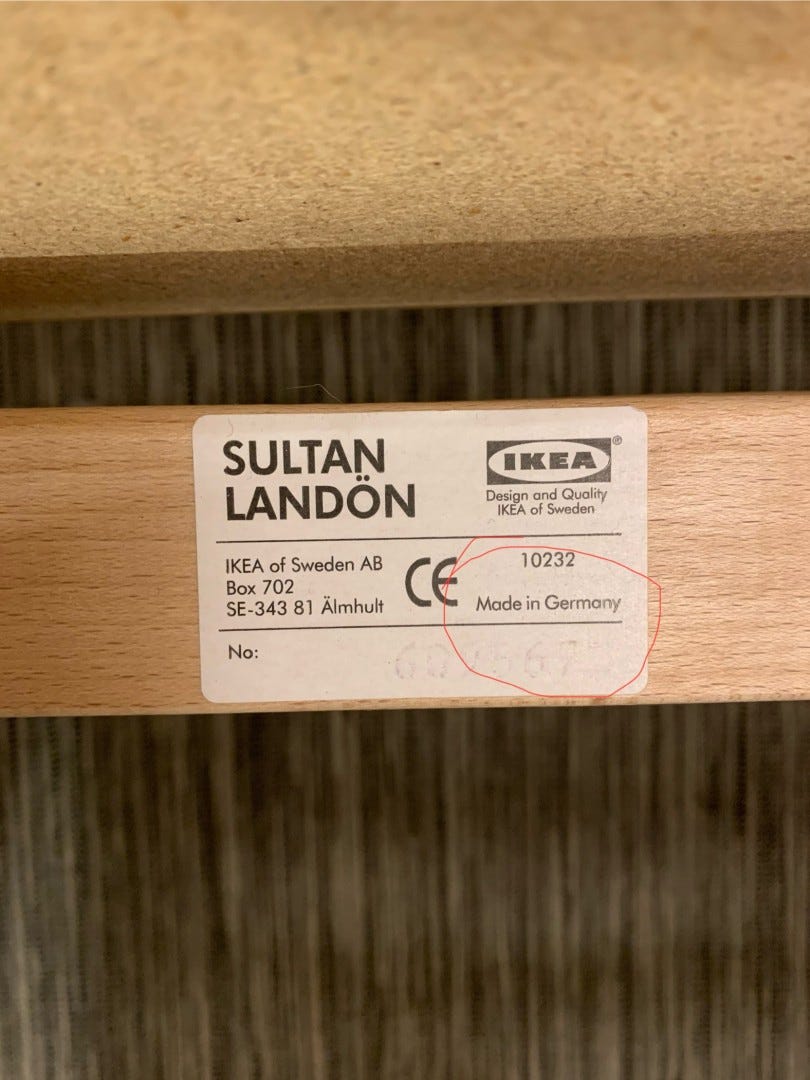 SULTAN
LANDÖN
IKEA®
Design and Quality
IKEA of Sweden
IKEA of Sweden AB
Box 702
SE-343 81 Älmhult
CE
10232
Made in Germany
No: